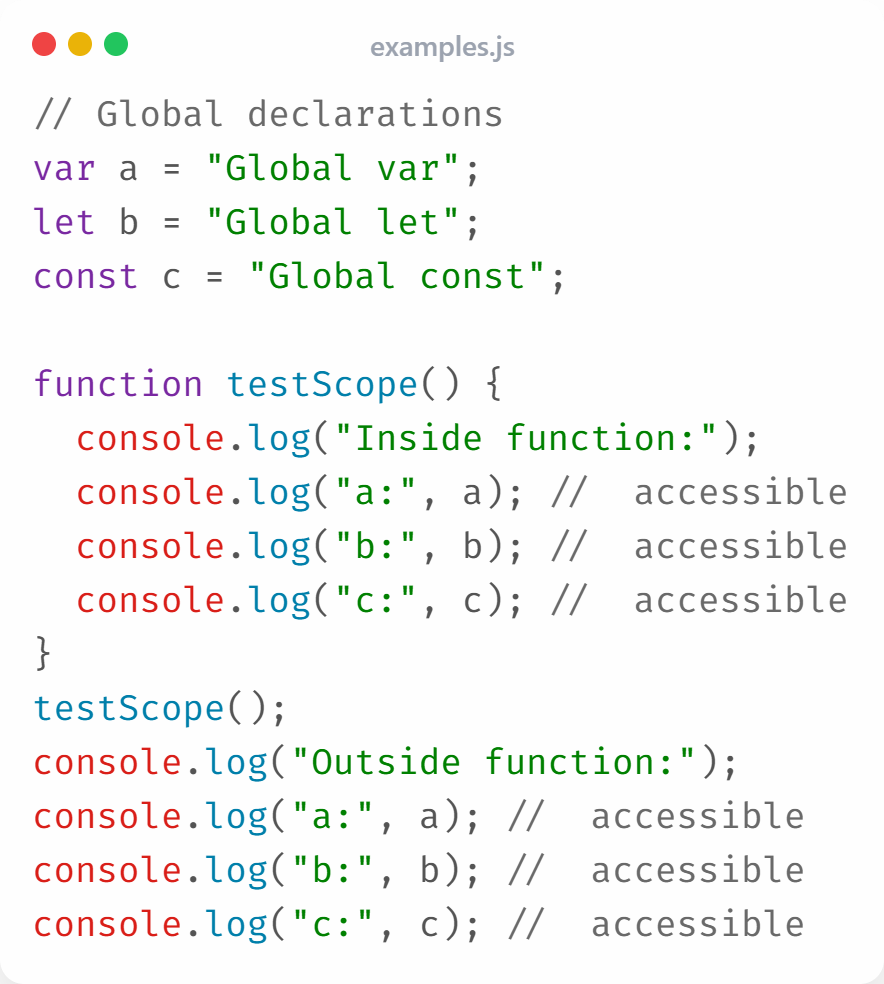 examples.js
// Global declarations
var a = "Global var";
let b = "Global let";
const c = "Global const";

function testScope() {
  console.log("Inside function:");
  console.log("a:", a); //  accessible
  console.log("b:", b); //  accessible
  console.log("c:", c); //  accessible
}
testScope();
console.log("Outside function:");
console.log("a:", a); //  accessible
console.log("b:", b); //  accessible
console.log("c:", c); //  accessible